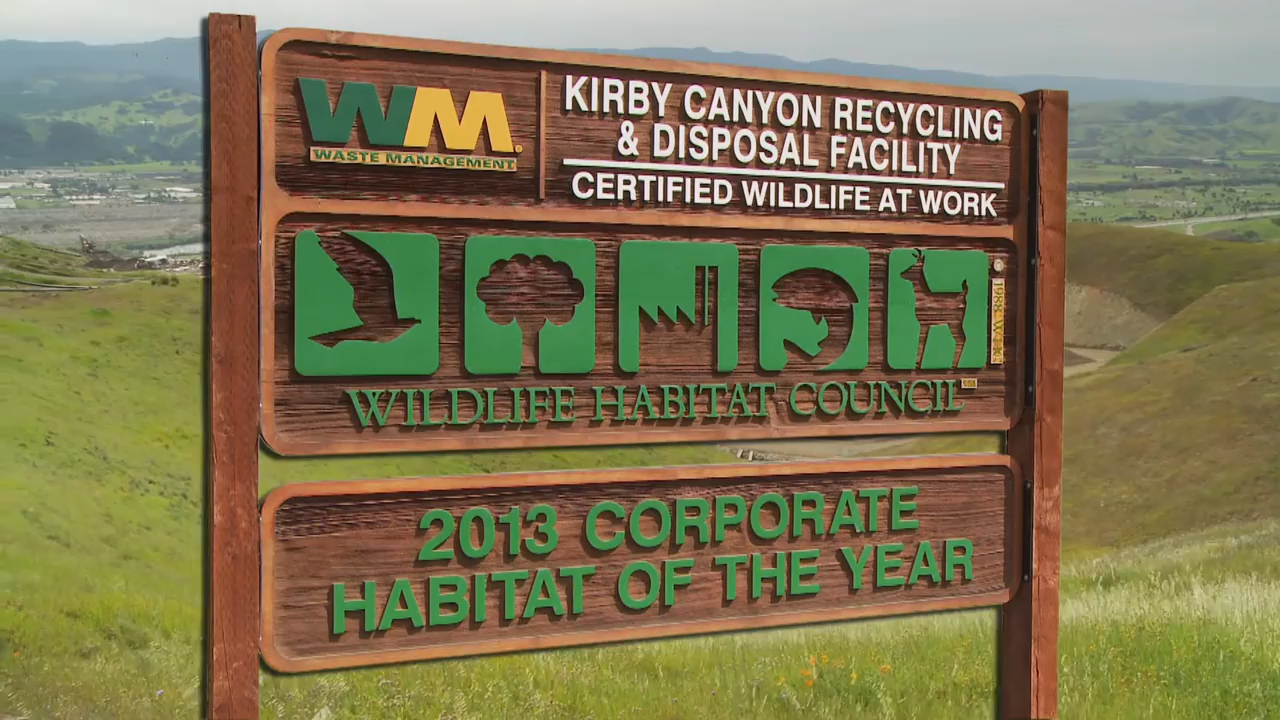 WM
WASTE MANAGEMENT
KIRBY CANYON RECYCLING
& DISPOSAL FACILITY
CERTIFIED WILDLIFE AT WORK
WILDLIFE HABITAT COUNCIL
2013 CORPORATE
HABITAT OF THE YEAR